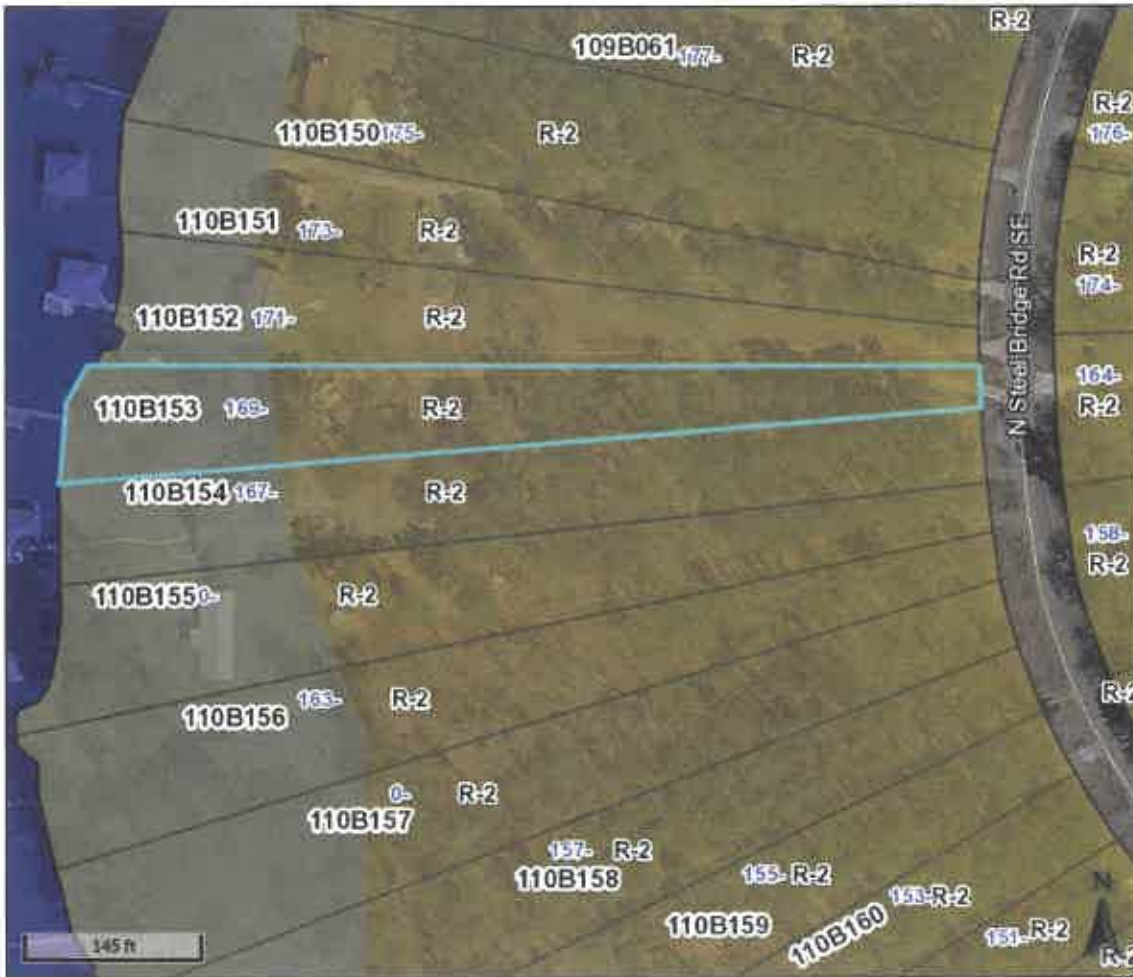 R-2
109B061 177- R-2
R-2
176-
110B150 175- R-2
110B151 173- R-2
R-2
174-
110B152 171- R-2
N Steel Bridge Rd SE
164-
R-2
110B153 169- R-2
110B154 167- R-2
158-
R-2
110B155 0- R-2
110B156 163- R-2
R-2
0- R-2
110B157
157- R-2
110B158
155- R-2
110B159
153- R-2
110B160
151- R-2
R-2
N
145 ft